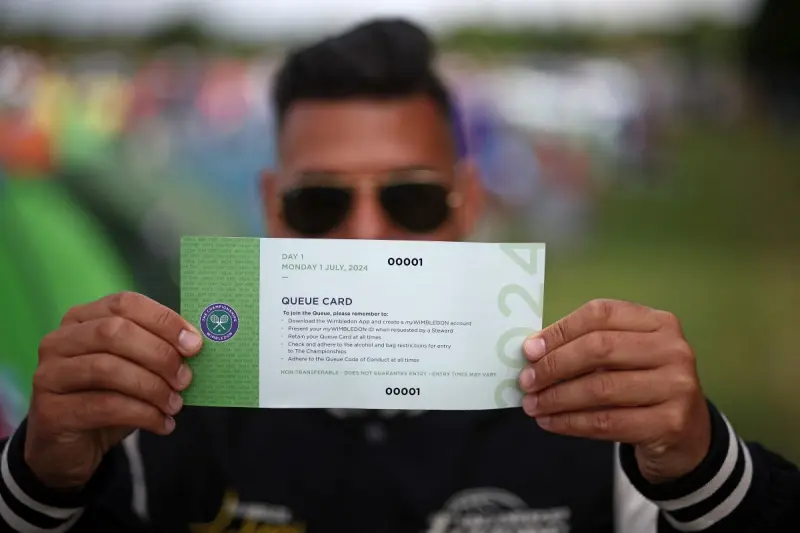 DAY 1
MONDAY 1 JULY, 2024
00001
QUEUE CARD
To join the Queue, please remember to:
- Download the Wimbledon App and create a myWIMBLEDON account
- Present your myWIMBLEDON ID when requested by a Steward
- Retain your Queue Card at all times
- Check and adhere to the alcohol and bag restrictions for entry
to The Championships
- Adhere to the Queue Code of Conduct at all times
NON-TRANSFERABLE - DOES NOT GUARANTEE ENTRY - ENTRY TIMES MAY VARY
00001
2024
THE CHAMPIONSHIPS
WIMBLEDON